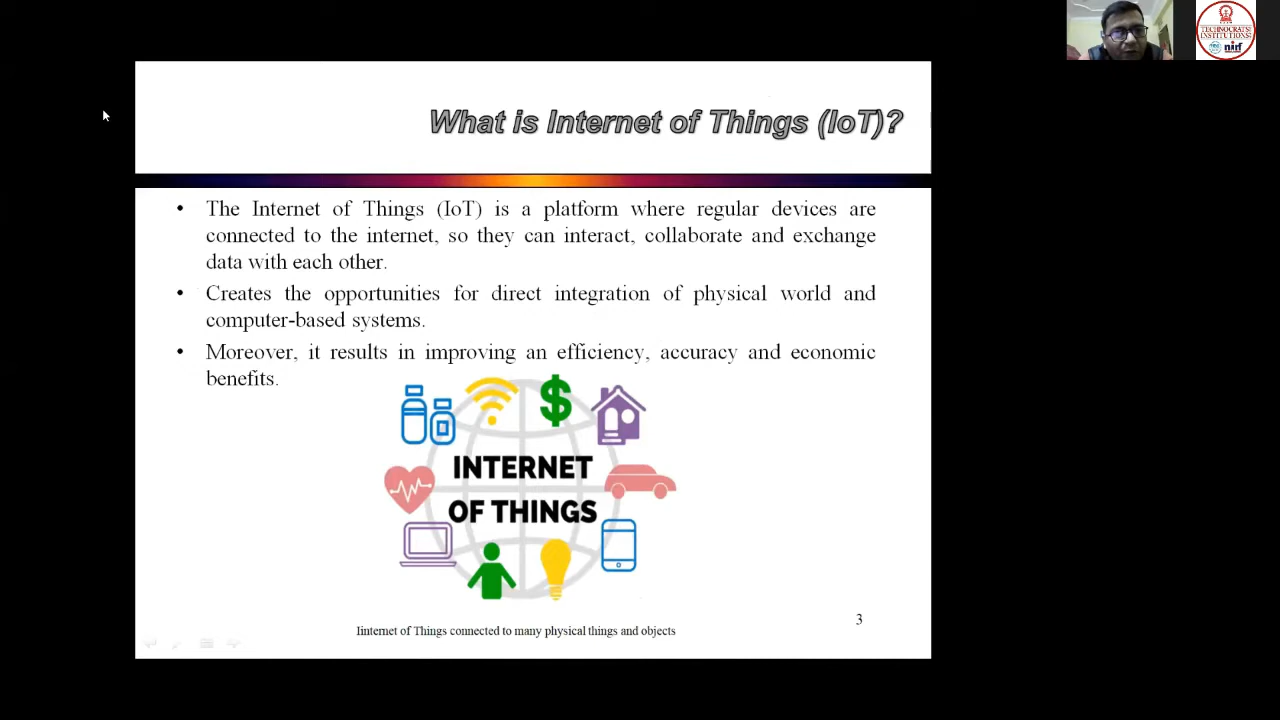 TECHNOCRATS
INSTITUTIONS
nirf
What is Internet of Things (IoT)?
• The Internet of Things (IoT) is a platform where regular devices are
connected to the internet, so they can interact, collaborate and exchange
data with each other.
• Creates the opportunities for direct integration of physical world and
computer-based systems.
• Moreover, it results in improving an efficiency, accuracy and economic
benefits.
$
INTERNET
OF THINGS
Iinternet of Things connected to many physical things and objects
3